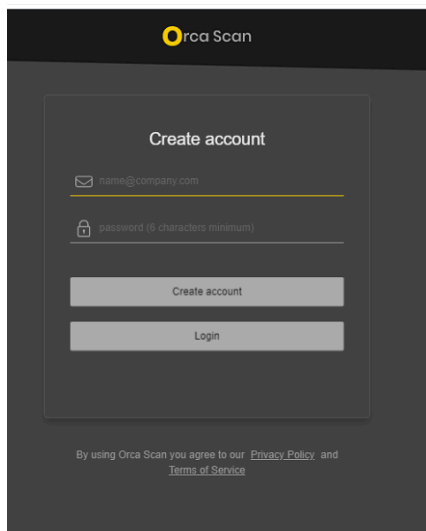 Orca Scan
Create account
name@company.com
password (6 characters minimum)
Create account
Login
By using Orca Scan you agree to our Privacy Policy and
Terms of Service